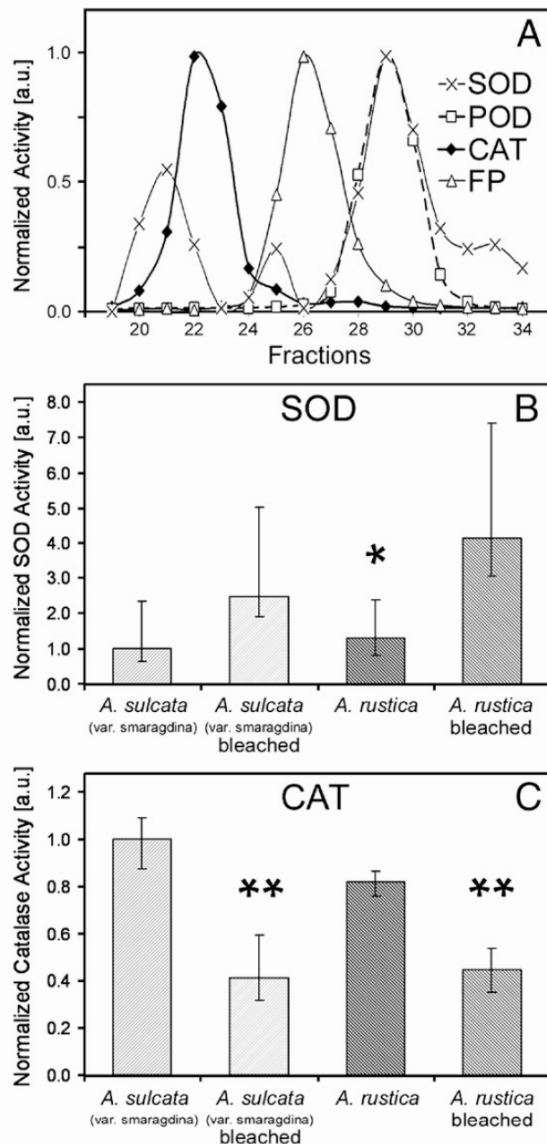 A
Normalized Activity [a.u.]
1.0
0.5
0.0
SOD
POD
CAT
FP
20 22 24 26 28 30 32 34
Fractions
SOD B
Normalized SOD Activity [a.u.]
8.0
7.0
6.0
5.0
4.0
3.0
2.0
1.0
0.0
*
A. sulcata A. sulcata A. rustica A. rustica
(var. smaragdina) (var. smaragdina) bleached
bleached
CAT C
Normalized Catalase Activity [a.u.]
1.2
1.0
0.8
0.6
0.4
0.2
0.0
** **
A. sulcata A. sulcata A. rustica A. rustica
(var. smaragdina) (var. smaragdina) bleached
bleached